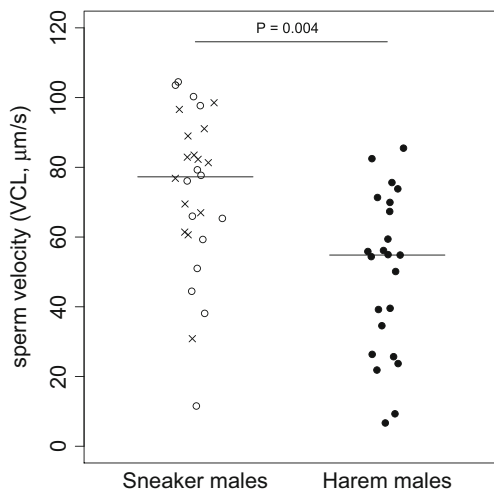 P = 0.004
sperm velocity (VCL, μm/s)
120
100
80
60
40
20
0
Sneaker males
Harem males